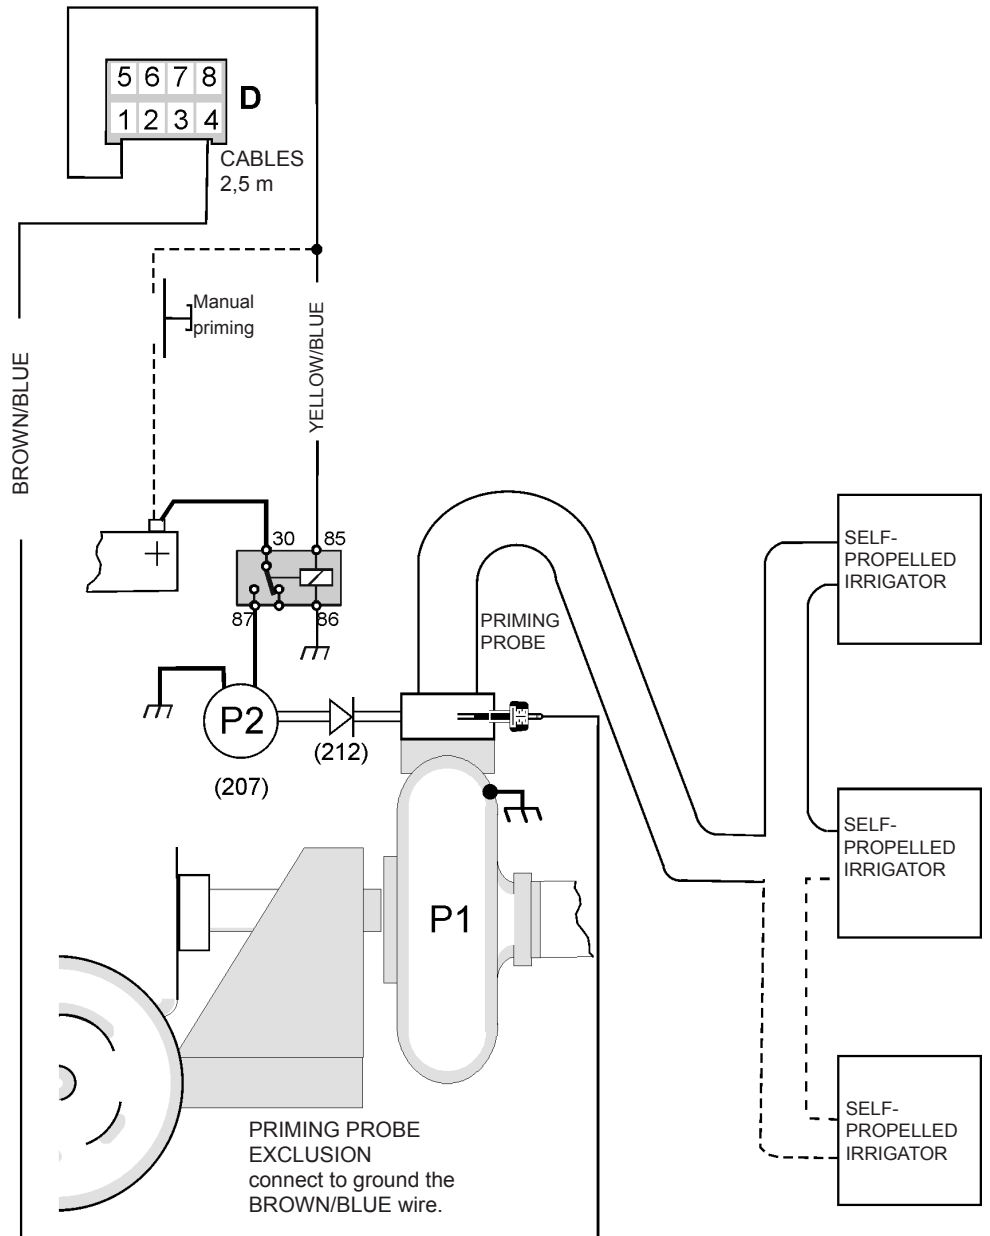 5 6 7 8
1 2 3 4
D
CABLES
2,5 m
Manual
priming
BROWN/BLUE
YELLOW/BLUE
30
85
+
87
86
PRIMING
PROBE
P2
(212)
(207)
P1
SELF-
PROPELLED
IRRIGATOR
SELF-
PROPELLED
IRRIGATOR
SELF-
PROPELLED
IRRIGATOR
PRIMING PROBE
EXCLUSION
connect to ground the
BROWN/BLUE wire.